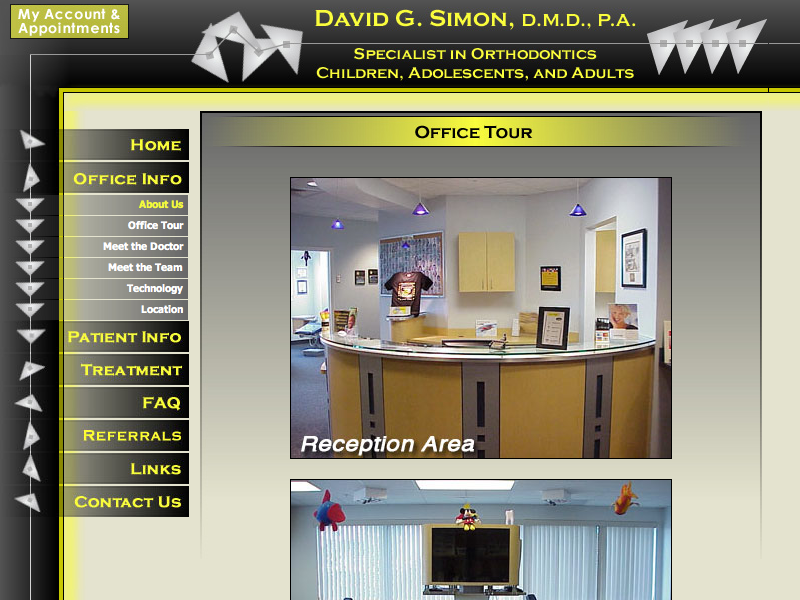 My Account &
Appointments
David G. Simon, D.M.D., P.A.
Specialist in Orthodontics
Children, Adolescents, and Adults
Office Tour
Home
Office Info
About Us
Office Tour
Meet the Doctor
Meet the Team
Technology
Location
Patient Info
Treatment
FAQ
Referrals
Links
Contact Us
Reception Area